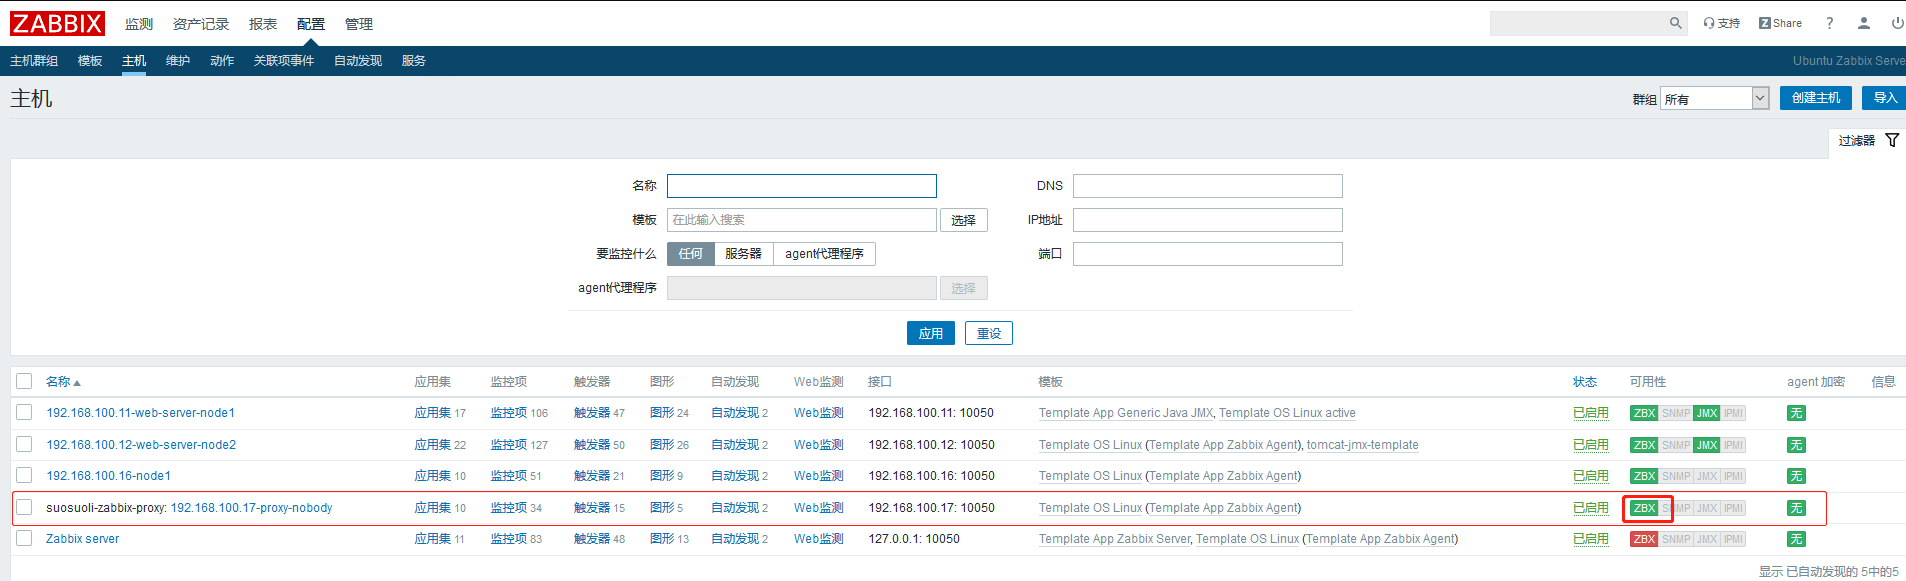 ZABBIX 监测 资产记录 报表 配置 管理 支持 Z Share ?
主机群组 模板 主机 维护 动作 关联项事件 自动发现 服务 Ubuntu Zabbix Serve
主机 群组 所有 创建主机 导入
过滤器
名称 DNS
模板 在此输入搜索 选择 IP地址
要监控什么 任何 服务器 agent代理程序 端口
agent代理程序 选择
应用 重设
名称 应用集 监控项 触发器 图形 自动发现 Web监测 接口 模板 状态 可用性 agent 加密 信息
192.168.100.11-web-server-node1 应用集 17 监控项 106 触发器 47 图形 24 自动发现 2 Web监测 192.168.100.11: 10050 Template App Generic Java JMX, Template OS Linux active 已启用 ZBX SNMP JMX IPMI 无
192.168.100.12-web-server-node2 应用集 22 监控项 127 触发器 50 图形 26 自动发现 2 Web监测 192.168.100.12: 10050 Template OS Linux (Template App Zabbix Agent), tomcat-jmx-template 已启用 ZBX SNMP JMX IPMI 无
192.168.100.16-node1 应用集 10 监控项 51 触发器 21 图形 9 自动发现 2 Web监测 192.168.100.16: 10050 Template OS Linux (Template App Zabbix Agent) 已启用 ZBX SNMP JMX IPMI 无
suosuoli-zabbix-proxy: 192.168.100.17-proxy-nobody 应用集 10 监控项 34 触发器 15 图形 5 自动发现 2 Web监测 192.168.100.17: 10050 Template OS Linux (Template App Zabbix Agent) 已启用 ZBX SNMP JMX IPMI 无
Zabbix server 应用集 11 监控项 83 触发器 48 图形 13 自动发现 2 Web监测 127.0.0.1: 10050 Template App Zabbix Server, Template OS Linux (Template App Zabbix Agent) 已启用 ZBX SNMP JMX IPMI 无
显示 已自动发现的 5中的5